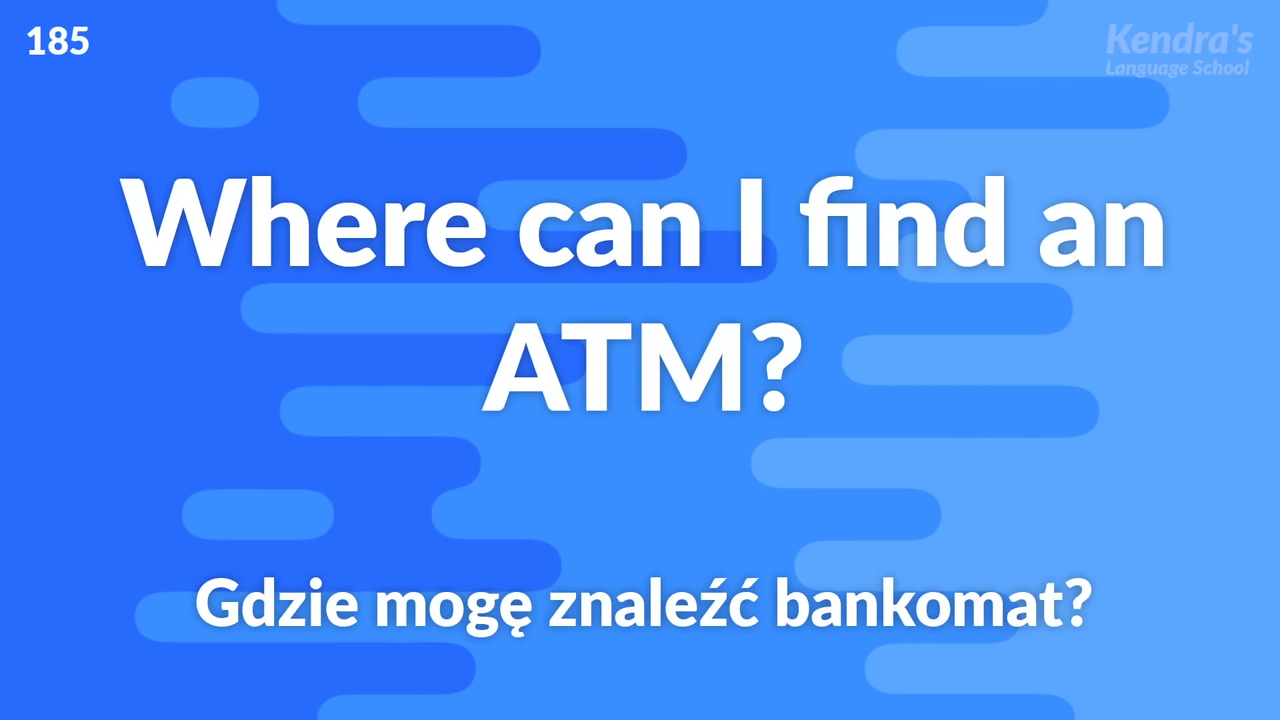 185
Kendra's
Language School
Where can I find an
ATM?
Gdzie mogę znaleźć bankomat?